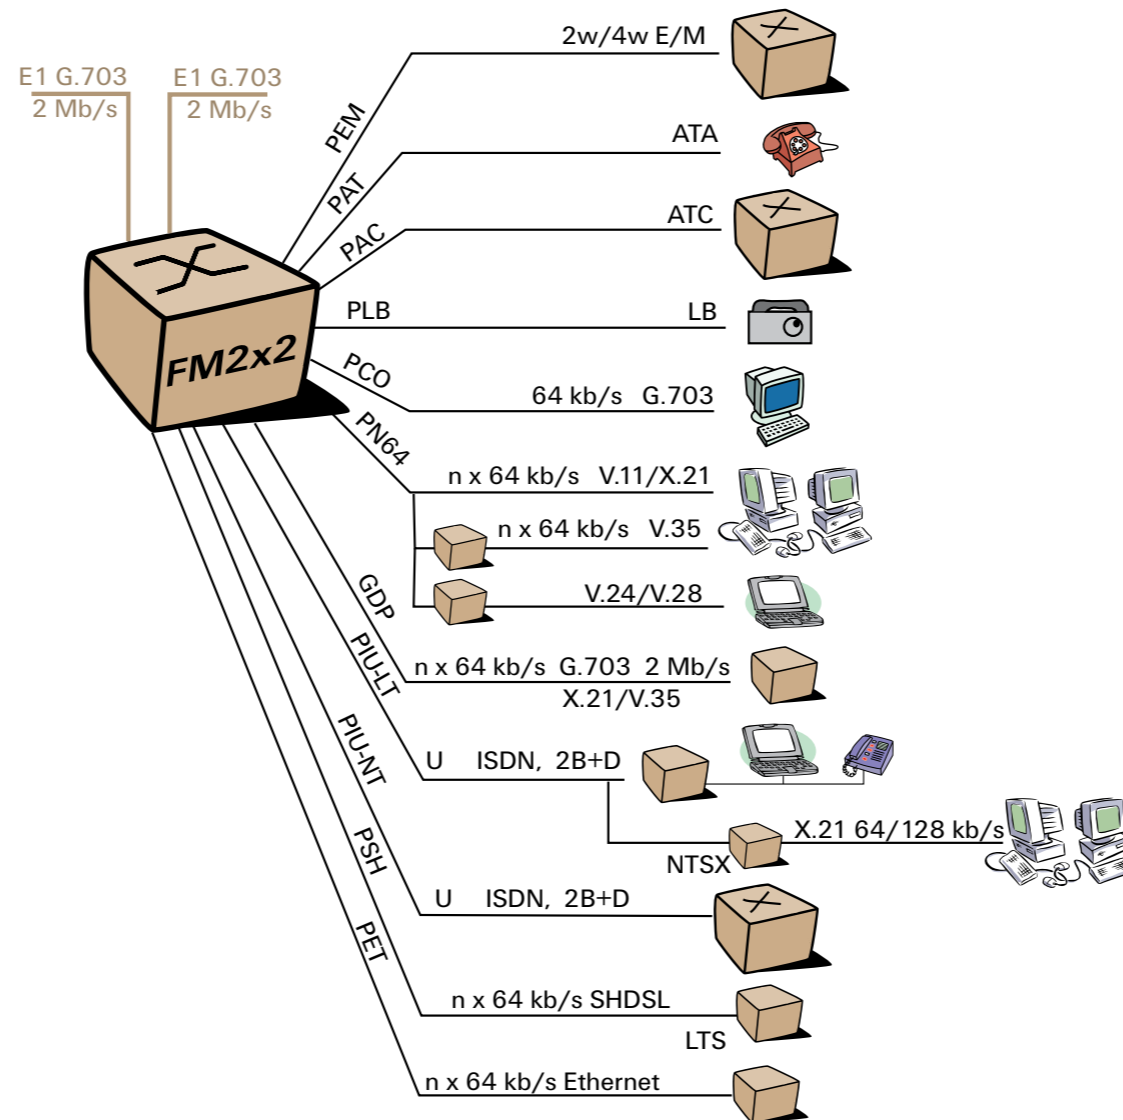 E1 G.703
2 Mb/s
E1 G.703
2 Mb/s
FM2x2
PEM
2w/4w E/M
PAT
ATA
PAC
ATC
PLB
LB
PCO
64 kb/s G.703
PN64
n x 64 kb/s V.11/X.21
n x 64 kb/s V.35
V.24/V.28
GDP
n x 64 kb/s G.703 2 Mb/s
X.21/V.35
PIU-LT
U ISDN, 2B+D
X.21 64/128 kb/s
NTSX
PIU-NT
U ISDN, 2B+D
PSH
n x 64 kb/s SHDSL
LTS
PET
n x 64 kb/s Ethernet